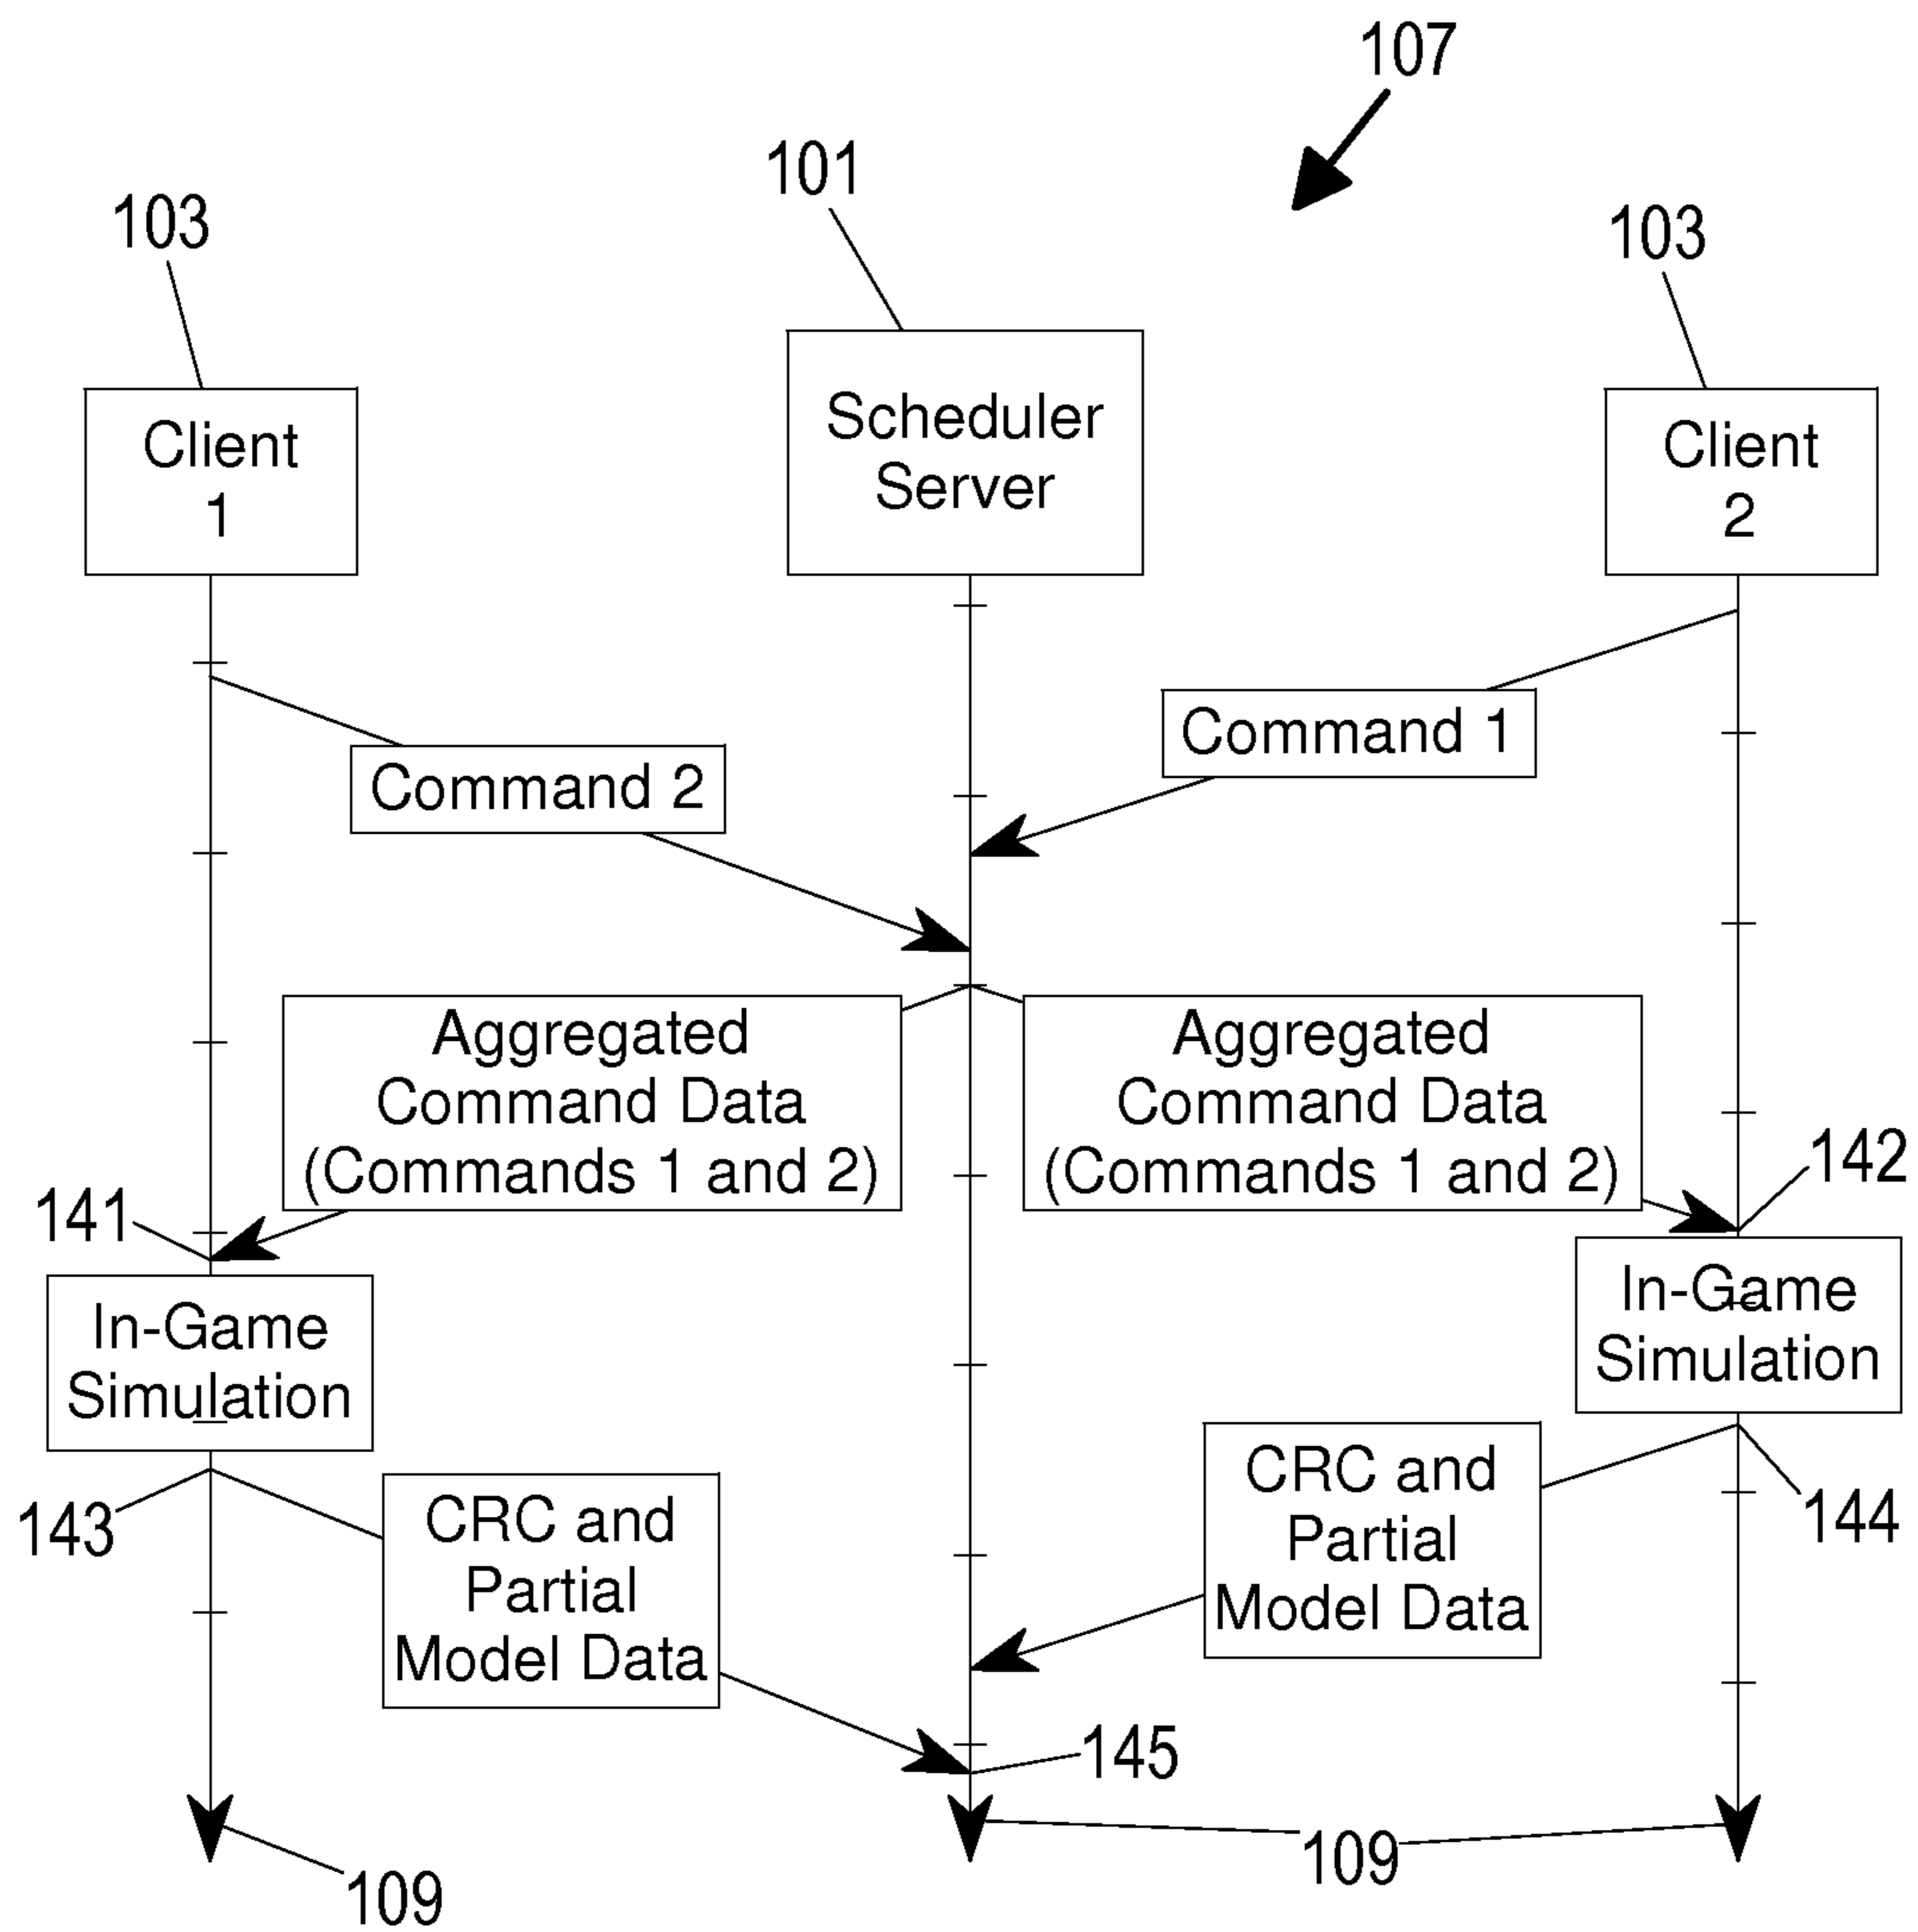 107
101
103
103
Client
1
Scheduler
Server
Client
2
Command 1
Command 2
Aggregated
Command Data
(Commands 1 and 2)
Aggregated
Command Data
(Commands 1 and 2)
142
141
In-Game
Simulation
In-Game
Simulation
CRC and
Partial
Model Data
144
143
CRC and
Partial
Model Data
145
109
109